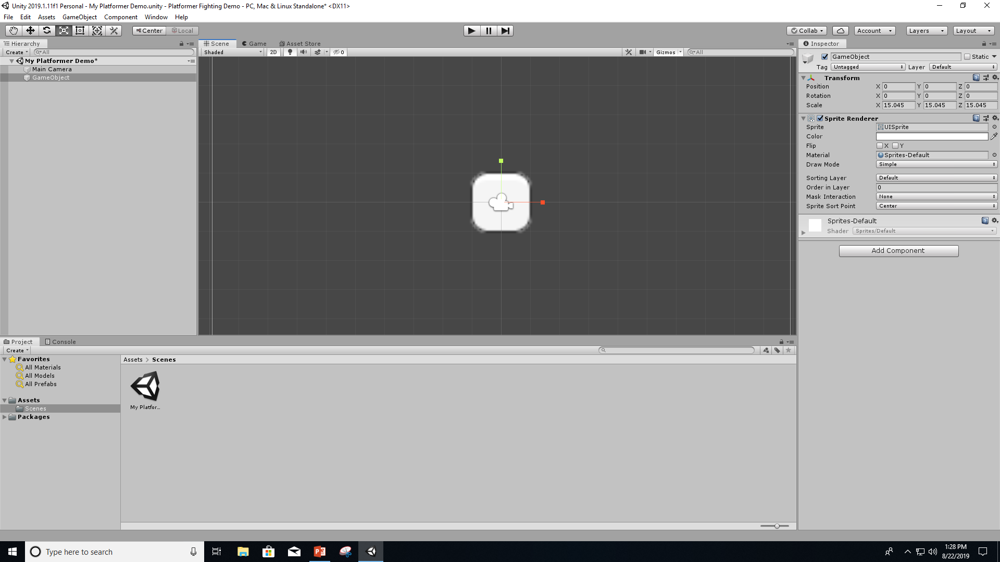 Unity 2019.1.11f1 Personal - My Platformer Demo.unity - Platformer Fighting Demo - PC, Mac & Linux Standalone* <DX11>
File Edit Assets GameObject Component Window Help
Center Local
Collab Account Layers Layout
Hierarchy
Create All
My Platformer Demo*
Main Camera
GameObject
Scene Game Asset Store
Shaded 2D 0 Gizmos All
Inspector
GameObject Static
Tag Untagged Layer Default
Transform
Position X 0 Y 0 Z 0
Rotation X 0 Y 0 Z 0
Scale X 15.045 Y 15.045 Z 15.045
Sprite Renderer
Sprite UISprite
Color
Flip X Y
Material Sprites-Default
Draw Mode Simple
Sorting Layer Default
Order in Layer 0
Mask Interaction None
Sprite Sort Point Center
Sprites-Default
Shader Sprites/Default
Add Component
Project Console
Create
Favorites
All Materials
All Models
All Prefabs
Assets
Scenes
Packages
Assets > Scenes
My Platfor...
Type here to search
1:28 PM
8/22/2019